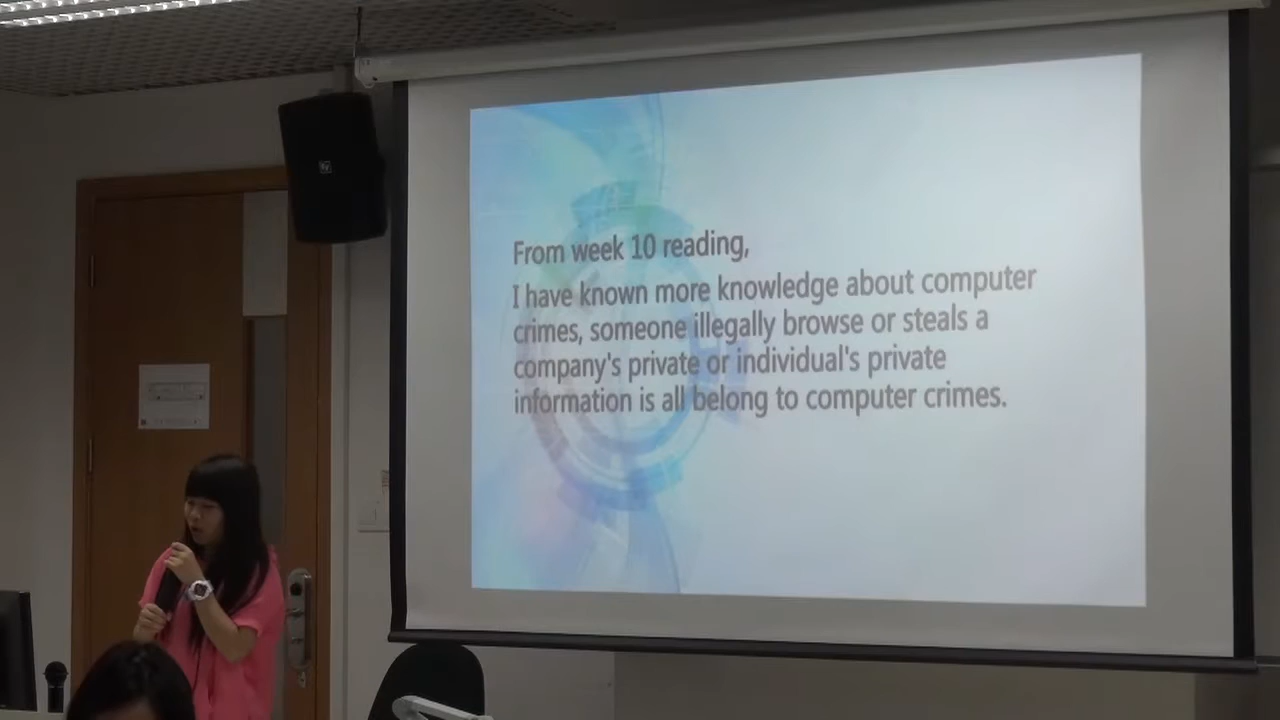 From week 10 reading,
I have known more knowledge about computer
crimes, someone illegally browse or steals a
company's private or individual's private
information is all belong to computer crimes.